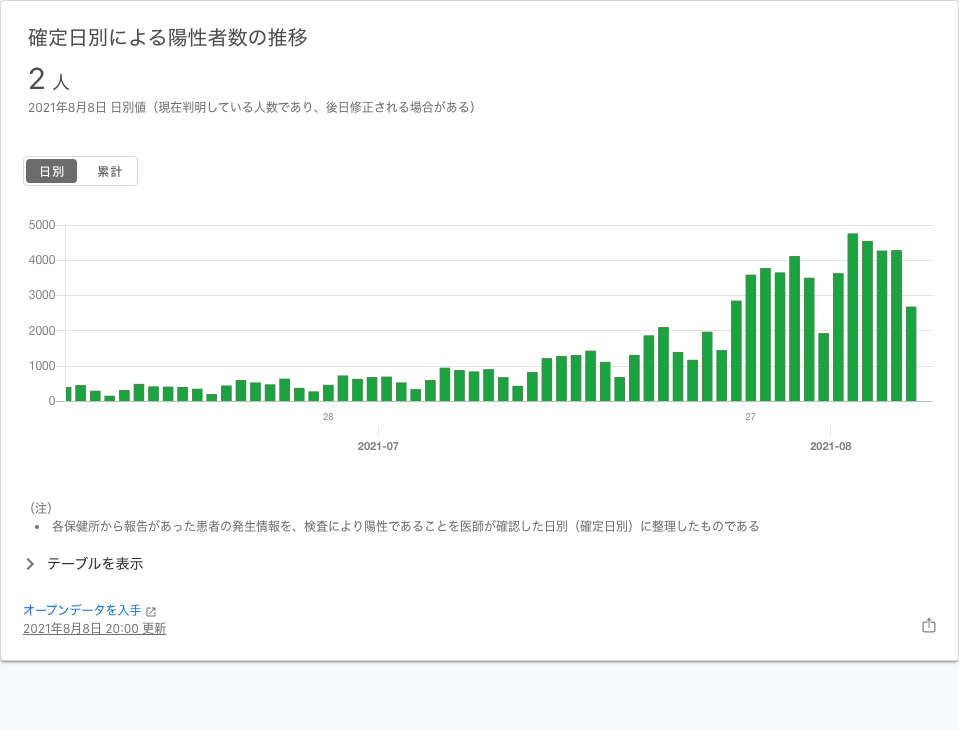 確定日別による陽性者数の推移
2 人
2021年8月8日 日別値（現在判明している人数であり、後日修正される場合がある）
日別 累計
5000
4000
3000
2000
1000
0
28 27
2021-07 2021-08
（注）
• 各保健所から報告があった患者の発生情報を、検査により陽性であることを医師が確認した日別（確定日別）に整理したものである
テーブルを表示
オープンデータを入手
2021年8月8日 20:00 更新